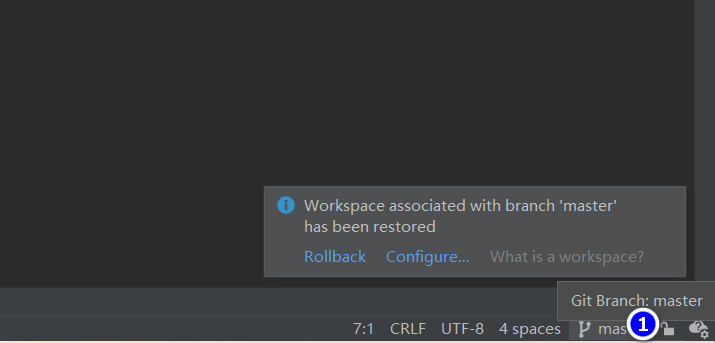 Workspace associated with branch 'master'
has been restored
Rollback Configure... What is a workspace?
Git Branch: master
7:1 CRLF UTF-8 4 spaces mas
1